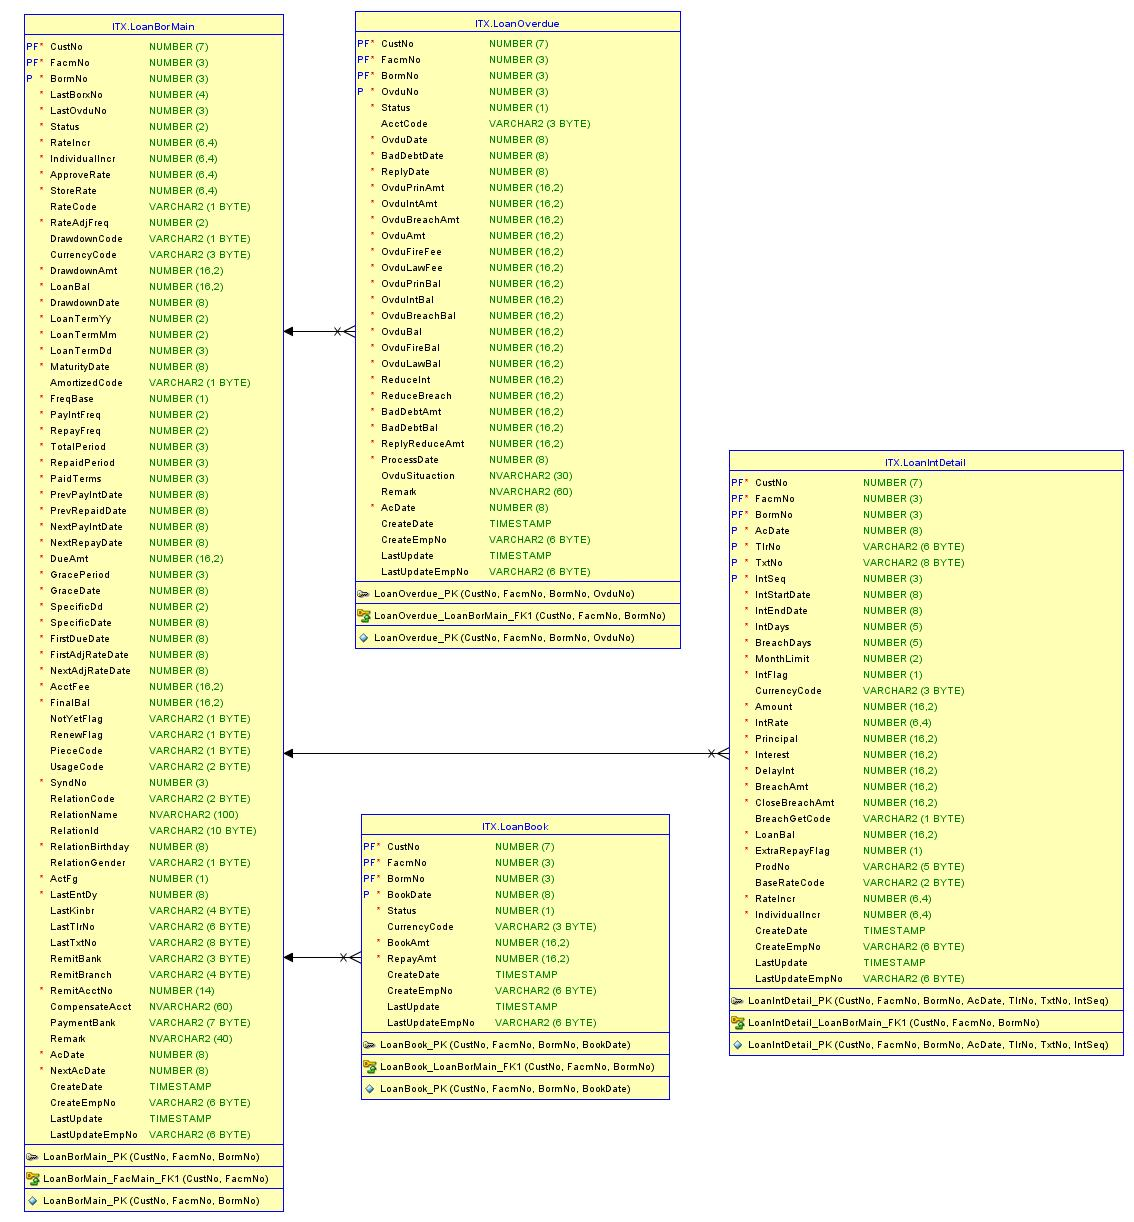 ITX.LoanBorMain
PF* CustNo NUMBER (7)
PF* FacmNo NUMBER (3)
P * BormNo NUMBER (3)
* LastBorxNo NUMBER (4)
* LastOvduNo NUMBER (3)
* Status NUMBER (2)
* RateIncr NUMBER (6,4)
* IndividualIncr NUMBER (6,4)
* ApproveRate NUMBER (6,4)
* StoreRate NUMBER (6,4)
RateCode VARCHAR2 (1 BYTE)
* RateAdjFreq NUMBER (2)
DrawdownCode VARCHAR2 (1 BYTE)
CurrencyCode VARCHAR2 (3 BYTE)
* DrawdownAmt NUMBER (16,2)
* LoanBal NUMBER (16,2)
* DrawdownDate NUMBER (8)
* LoanTermYy NUMBER (2)
* LoanTermMm NUMBER (2)
* LoanTermDd NUMBER (3)
* MaturityDate NUMBER (8)
AmortizedCode VARCHAR2 (1 BYTE)
* FreqBase NUMBER (1)
* PayIntFreq NUMBER (2)
* RepayFreq NUMBER (2)
* TotalPeriod NUMBER (3)
* RepaidPeriod NUMBER (3)
* PaidTerms NUMBER (3)
* PrevPayIntDate NUMBER (8)
* PrevRepaidDate NUMBER (8)
* NextPayIntDate NUMBER (8)
* NextRepayDate NUMBER (8)
* DueAmt NUMBER (16,2)
* GracePeriod NUMBER (3)
* GraceDate NUMBER (8)
* SpecificDd NUMBER (2)
* SpecificDate NUMBER (8)
* FirstDueDate NUMBER (8)
* FirstAdjRateDate NUMBER (8)
* NextAdjRateDate NUMBER (8)
* AcctFee NUMBER (16,2)
* FinalBal NUMBER (16,2)
NotYetFlag VARCHAR2 (1 BYTE)
RenewFlag VARCHAR2 (1 BYTE)
PieceCode VARCHAR2 (1 BYTE)
UsageCode VARCHAR2 (2 BYTE)
* SyndNo NUMBER (3)
RelationCode VARCHAR2 (2 BYTE)
RelationName NVARCHAR2 (100)
RelationId VARCHAR2 (10 BYTE)
* RelationBirthday NUMBER (8)
RelationGender VARCHAR2 (1 BYTE)
* ActFg NUMBER (1)
* LastEntDy NUMBER (8)
LastKinbr VARCHAR2 (4 BYTE)
LastTlrNo VARCHAR2 (6 BYTE)
LastTxtNo VARCHAR2 (8 BYTE)
RemitBank VARCHAR2 (3 BYTE)
RemitBranch VARCHAR2 (4 BYTE)
* RemitAcctNo NUMBER (14)
CompensateAcct NVARCHAR2 (60)
PaymentBank VARCHAR2 (7 BYTE)
Remark NVARCHAR2 (40)
* AcDate NUMBER (8)
* NextAcDate NUMBER (8)
CreateDate TIMESTAMP
CreateEmpNo VARCHAR2 (6 BYTE)
LastUpdate TIMESTAMP
LastUpdateEmpNo VARCHAR2 (6 BYTE)
LoanBorMain_PK (CustNo, FacmNo, BormNo)
LoanBorMain_FacMain_FK1 (CustNo, FacmNo)
LoanBorMain_PK (CustNo, FacmNo, BormNo)
ITX.LoanOverdue
PF* CustNo NUMBER (7)
PF* FacmNo NUMBER (3)
PF* BormNo NUMBER (3)
P * OvduNo NUMBER (3)
* Status NUMBER (1)
AcctCode VARCHAR2 (3 BYTE)
* OvduDate NUMBER (8)
* BadDebtDate NUMBER (8)
* ReplyDate NUMBER (8)
* OvduPrinAmt NUMBER (16,2)
* OvduIntAmt NUMBER (16,2)
* OvduBreachAmt NUMBER (16,2)
* OvduAmt NUMBER (16,2)
* OvduFireFee NUMBER (16,2)
* OvduLawFee NUMBER (16,2)
* OvduPrinBal NUMBER (16,2)
* OvduIntBal NUMBER (16,2)
* OvduBreachBal NUMBER (16,2)
* OvduBal NUMBER (16,2)
* OvduFireBal NUMBER (16,2)
* OvduLawBal NUMBER (16,2)
* ReduceInt NUMBER (16,2)
* ReduceBreach NUMBER (16,2)
* BadDebtAmt NUMBER (16,2)
* BadDebtBal NUMBER (16,2)
* ReplyReduceAmt NUMBER (16,2)
* ProcessDate NUMBER (8)
OvduSituaction NVARCHAR2 (30)
Remark NVARCHAR2 (60)
* AcDate NUMBER (8)
CreateDate TIMESTAMP
CreateEmpNo VARCHAR2 (6 BYTE)
LastUpdate TIMESTAMP
LastUpdateEmpNo VARCHAR2 (6 BYTE)
LoanOverdue_PK (CustNo, FacmNo, BormNo, OvduNo)
LoanOverdue_LoanBorMain_FK1 (CustNo, FacmNo, BormNo)
LoanOverdue_PK (CustNo, FacmNo, BormNo, OvduNo)
ITX.LoanIntDetail
PF* CustNo NUMBER (7)
PF* FacmNo NUMBER (3)
PF* BormNo NUMBER (3)
P * AcDate NUMBER (8)
P * TlrNo VARCHAR2 (6 BYTE)
P * TxtNo VARCHAR2 (8 BYTE)
P * IntSeq NUMBER (3)
* IntStartDate NUMBER (8)
* IntEndDate NUMBER (8)
* IntDays NUMBER (5)
* BreachDays NUMBER (5)
* MonthLimit NUMBER (2)
* IntFlag NUMBER (1)
CurrencyCode VARCHAR2 (3 BYTE)
* Amount NUMBER (16,2)
* IntRate NUMBER (6,4)
* Principal NUMBER (16,2)
* Interest NUMBER (16,2)
* DelayInt NUMBER (16,2)
* BreachAmt NUMBER (16,2)
* CloseBreachAmt NUMBER (16,2)
BreachGetCode VARCHAR2 (1 BYTE)
* LoanBal NUMBER (16,2)
* ExtraRepayFlag NUMBER (1)
ProdNo VARCHAR2 (5 BYTE)
BaseRateCode VARCHAR2 (2 BYTE)
* RateIncr NUMBER (6,4)
* IndividualIncr NUMBER (6,4)
CreateDate TIMESTAMP
CreateEmpNo VARCHAR2 (6 BYTE)
LastUpdate TIMESTAMP
LastUpdateEmpNo VARCHAR2 (6 BYTE)
LoanIntDetail_PK (CustNo, FacmNo, BormNo, AcDate, TlrNo, TxtNo, IntSeq)
LoanIntDetail_LoanBorMain_FK1 (CustNo, FacmNo, BormNo)
LoanIntDetail_PK (CustNo, FacmNo, BormNo, AcDate, TlrNo, TxtNo, IntSeq)
ITX.LoanBook
PF* CustNo NUMBER (7)
PF* FacmNo NUMBER (3)
PF* BormNo NUMBER (3)
P * BookDate NUMBER (8)
* Status NUMBER (1)
CurrencyCode VARCHAR2 (3 BYTE)
* BookAmt NUMBER (16,2)
* RepayAmt NUMBER (16,2)
CreateDate TIMESTAMP
CreateEmpNo VARCHAR2 (6 BYTE)
LastUpdate TIMESTAMP
LastUpdateEmpNo VARCHAR2 (6 BYTE)
LoanBook_PK (CustNo, FacmNo, BormNo, BookDate)
LoanBook_LoanBorMain_FK1 (CustNo, FacmNo, BormNo)
LoanBook_PK (CustNo, FacmNo, BormNo, BookDate)